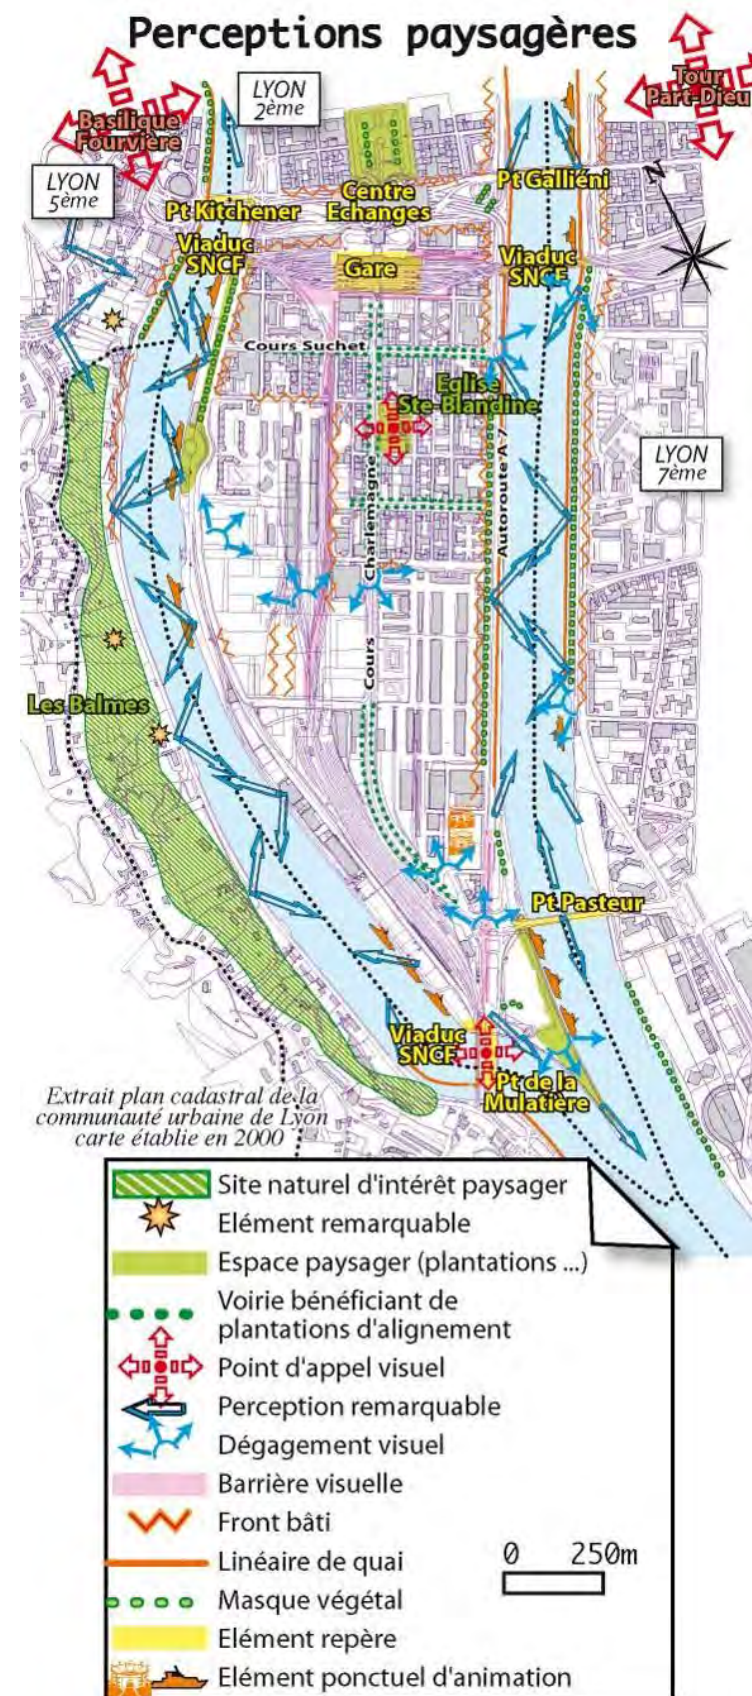 Perceptions paysagères
LYON
2ème
Tour
Part-Dieu
Basilique
Fourvière
LYON
5ème
Centre
Echanges
Pt Galliéni
N
Pt Kitchener
Viaduc
SNCF
Gare
Viaduc
SNCF
Cours Suchet
Eglise
Ste-Blandine
LYON
7ème
Cours Charlemagne
Autoroute A 7
Les Balmes
Pt Pasteur
Viaduc
SNCF
Pt de la
Mulatière
Extrait plan cadastral de la
communauté urbaine de Lyon
carte établie en 2000
Site naturel d'intérêt paysager
Elément remarquable
Espace paysager (plantations ...)
Voirie bénéficiant de
plantations d'alignement
Point d'appel visuel
Perception remarquable
Dégagement visuel
Barrière visuelle
Front bâti
Linéaire de quai
0 250m
Masque végétal
Elément repère
Elément ponctuel d'animation